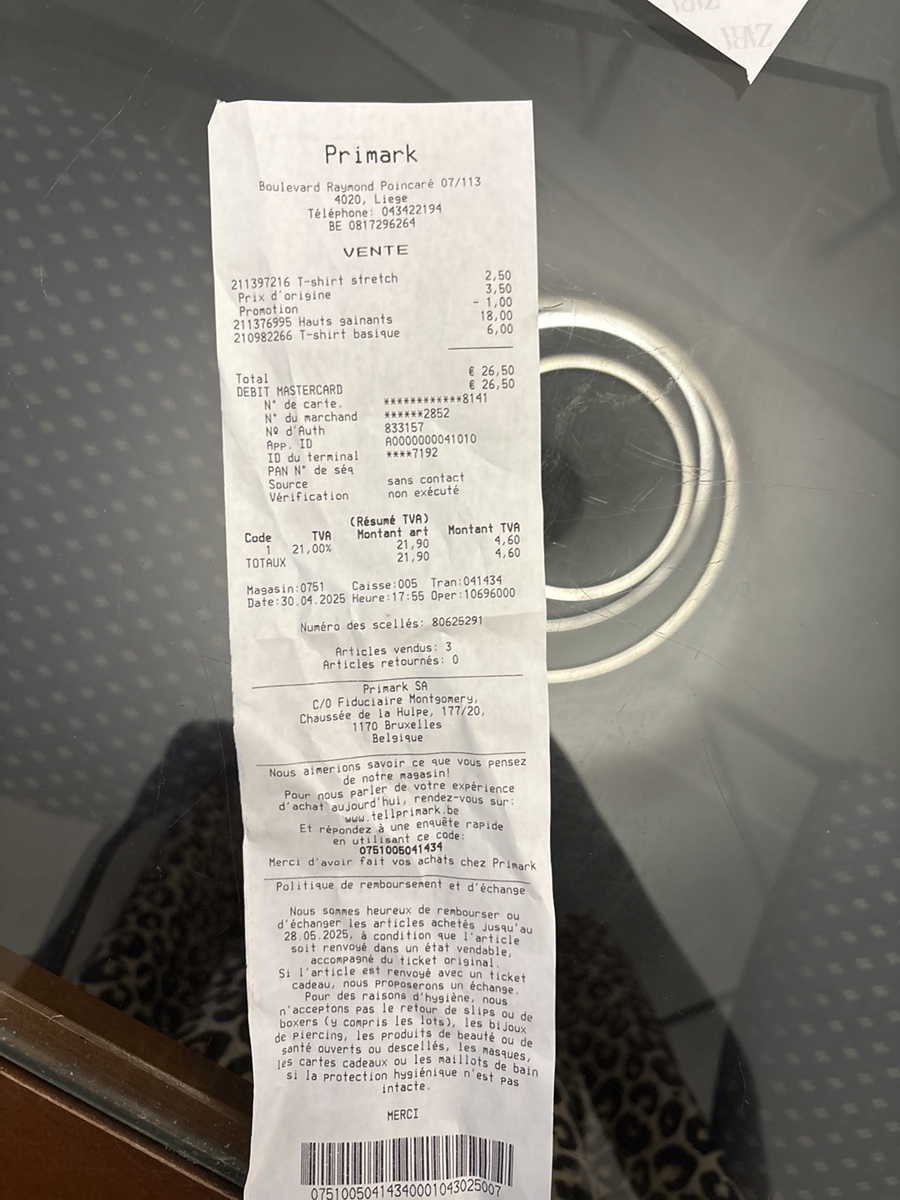 ZARA
Primark
Boulevard Raymond Poincaré 07/113
4020, Liege
Téléphone: 043422194
BE 0817296264
VENTE
211397216 T-shirt stretch 2,50
Prix d'origine 3,50
Promotion - 1,00
211376995 Hauts gainants 18,00
210982266 T-shirt basique 6,00
Total € 26,50
DEBIT MASTERCARD € 26,50
N° de carte. ************8141
N° du marchand ******2852
Nº d'Auth 833157
App. ID A0000000041010
ID du terminal ****7192
PAN N° de séq
Source sans contact
Vérification non exécuté
(Résumé TVA)
Code TVA Montant art Montant TVA
1 21,00% 21,90 4,60
TOTAUX 21,90 4,60
Magasin:0751 Caisse:005 Tran:041434
Date:30.04.2025 Heure:17:55 Oper:10696000
Numéro des scellés: 80625291
Articles vendus: 3
Articles retournés: 0
Primark SA
C/O Fiduciaire Montgomery,
Chaussée de la Hulpe, 177/20,
1170 Bruxelles
Belgique
Nous aimerions savoir ce que vous pensez
de notre magasin!
Pour nous parler de votre expérience
d'achat aujourd'hui, rendez-vous sur:
www.tellprimark.be
Et répondez à une enquête rapide
en utilisant ce code:
0751005041434
Merci d'avoir fait vos achats chez Primark
Politique de remboursement et d'échange
Nous sommes heureux de rembourser ou
d'échanger les articles achetés jusqu'au
28.05.2025, à condition que l'article
soit renvoyé dans un état vendable,
accompagné du ticket original.
Si l'article est renvoyé avec un ticket
cadeau, nous proposerons un échange.
Pour des raisons d'hygiène, nous
n'acceptons pas le retour de slips ou de
boxers (y compris les lots), les bijoux
de piercing, les produits de beauté ou de
santé ouverts ou descellés, les masques,
les cartes cadeaux ou les maillots de bain
si la protection hygiénique n'est pas
intacte.
MERCI
07510050414340001043025007